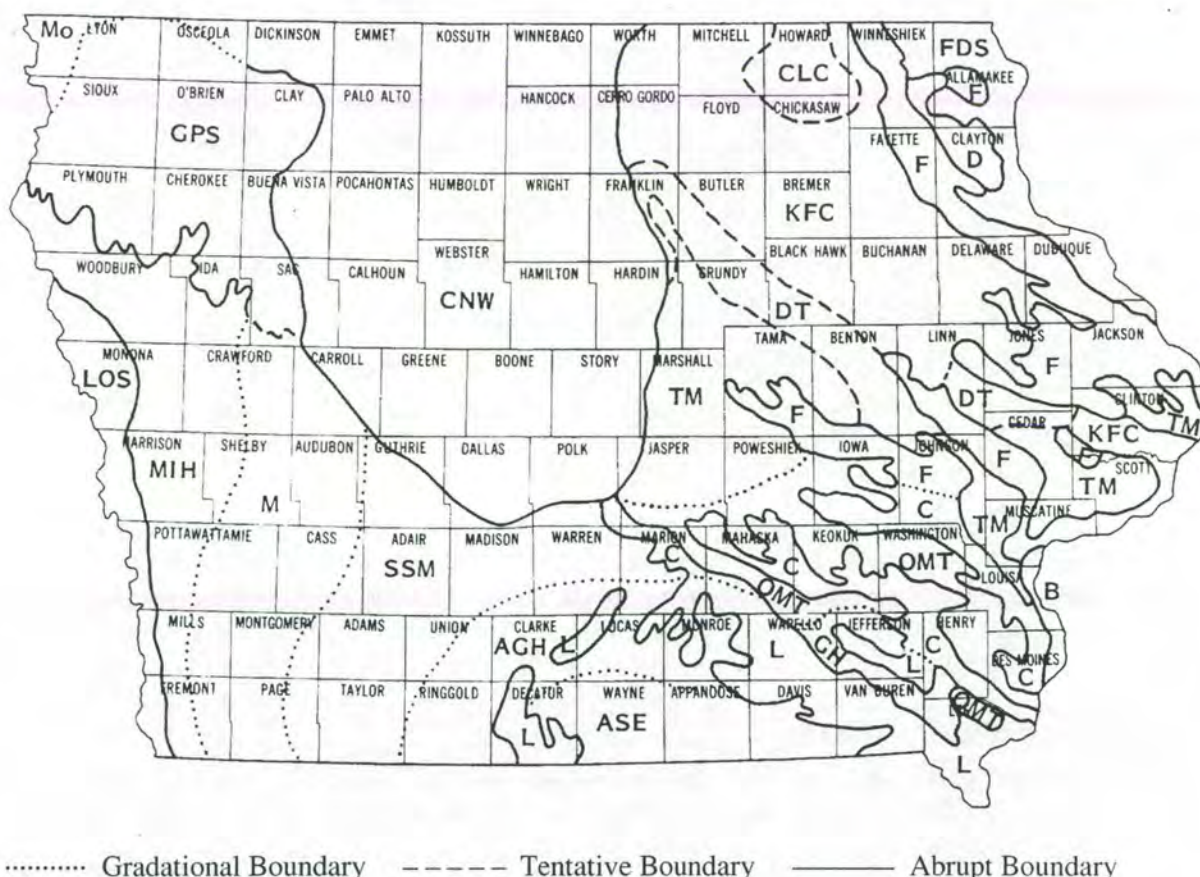 Mo LYON OSCEOLA DICKINSON EMMET KOSSUTH WINNEBAGO WORTH MITCHELL HOWARD WINNESHIEK FDS
CLC ALLAMAKEE
F
SIOUX O'BRIEN CLAY PALO ALTO HANCOCK CERRO GORDO FLOYD CHICKASAW
GPS FAYETTE CLAYTON
F D
PLYMOUTH CHEROKEE BUENA VISTA POCAHONTAS HUMBOLDT WRIGHT FRANKLIN BUTLER BREMER
KFC
WEBSTER BLACK HAWK BUCHANAN DELAWARE DUBUQUE
WOODBURY IDA SAC CALHOUN HAMILTON HARDIN GRUNDY
CNW
DT
TAMA BENTON LINN JONES JACKSON
MONONA CRAWFORD CARROLL GREENE BOONE STORY MARSHALL
LOS F
TM DT CLINTON
F CEDAR TM
KFC
HARRISON SHELBY AUDUBON GUTHRIE DALLAS POLK JASPER POWESHIEK IOWA JOHNSON
MIH F F SCOTT
M C TM
MUSCATINE
TM
POTTAWATTAMIE CASS ADAIR MADISON WARREN MARION MAHASKA KEOKUK WASHINGTON
SSM C C OMT LOUISA
OMT B
MILLS MONTGOMERY ADAMS UNION CLARKE LUCAS MONROE WAPELLO JEFFERSON HENRY
AGH L L GH L C DES MOINES
C
FREMONT PAGE TAYLOR RINGGOLD DECATUR WAYNE APPANOOSE DAVIS VAN BUREN
L ASE
L
Gradational Boundary Tentative Boundary Abrupt Boundary